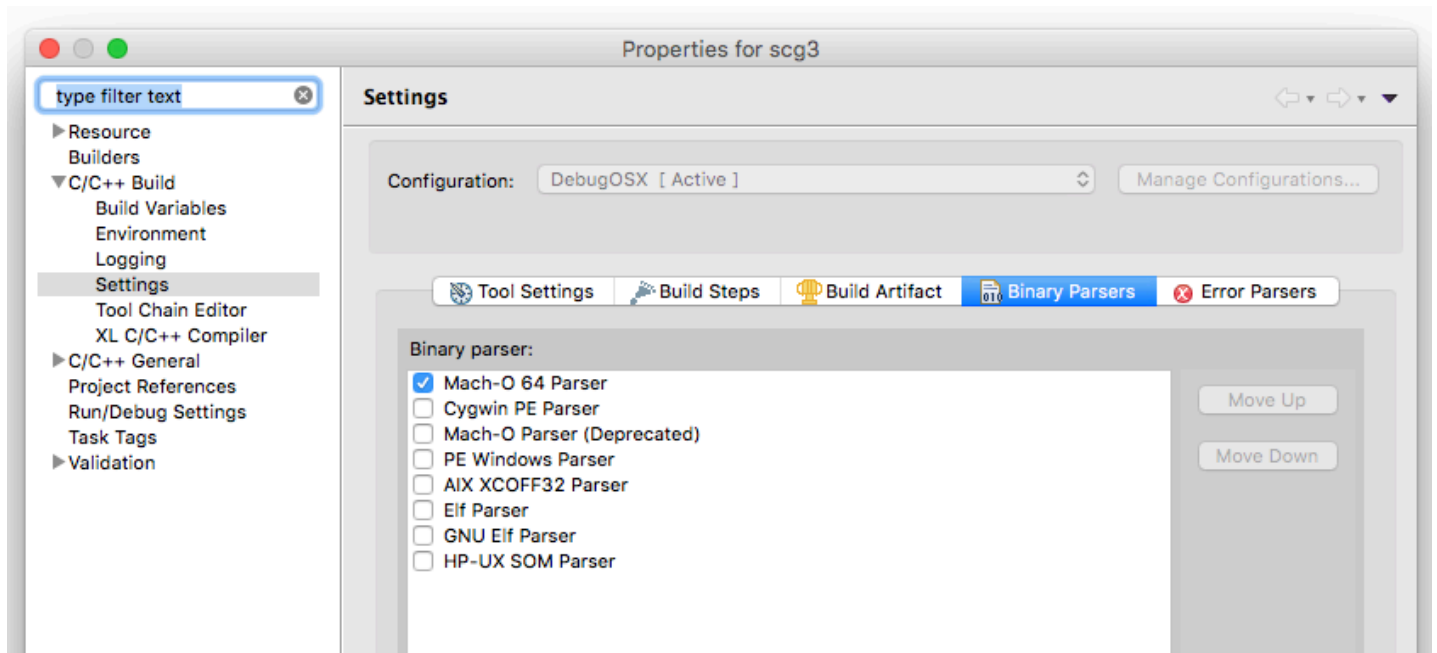 Properties for scg3
type filter text
Resource
Builders
C/C++ Build
Build Variables
Environment
Logging
Settings
Tool Chain Editor
XL C/C++ Compiler
C/C++ General
Project References
Run/Debug Settings
Task Tags
Validation
Settings
Configuration: DebugOSX [ Active ] Manage Configurations...
Tool Settings Build Steps Build Artifact 010 Binary Parsers Error Parsers
Binary parser:
Mach-O 64 Parser
Cygwin PE Parser
Mach-O Parser (Deprecated)
PE Windows Parser
AIX XCOFF32 Parser
Elf Parser
GNU Elf Parser
HP-UX SOM Parser
Move Up
Move Down